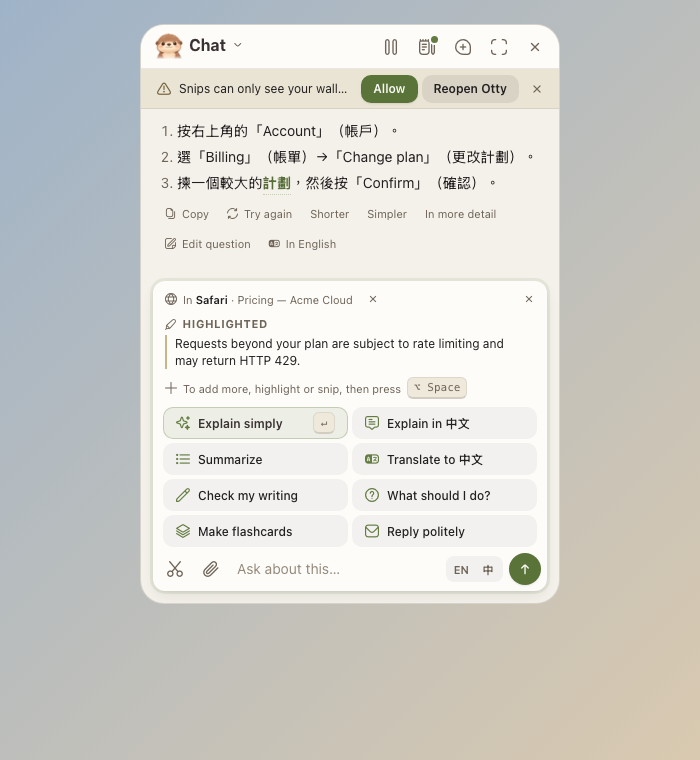 Chat
Snips can only see your wall...
Allow
Reopen Otty
1. 按右上角的「Account」（帳戶）。
2. 選「Billing」（帳單）→「Change plan」（更改計劃）。
3. 揀一個較大的計劃，然後按「Confirm」（確認）。
Copy
Try again
Shorter
Simpler
In more detail
Edit question
In English
In Safari · Pricing — Acme Cloud
HIGHLIGHTED
Requests beyond your plan are subject to rate limiting and
may return HTTP 429.
To add more, highlight or snip, then press ⌥ Space
Explain simply ↵
Explain in 中文
Summarize
Translate to 中文
Check my writing
What should I do?
Make flashcards
Reply politely
Ask about this...
EN 中